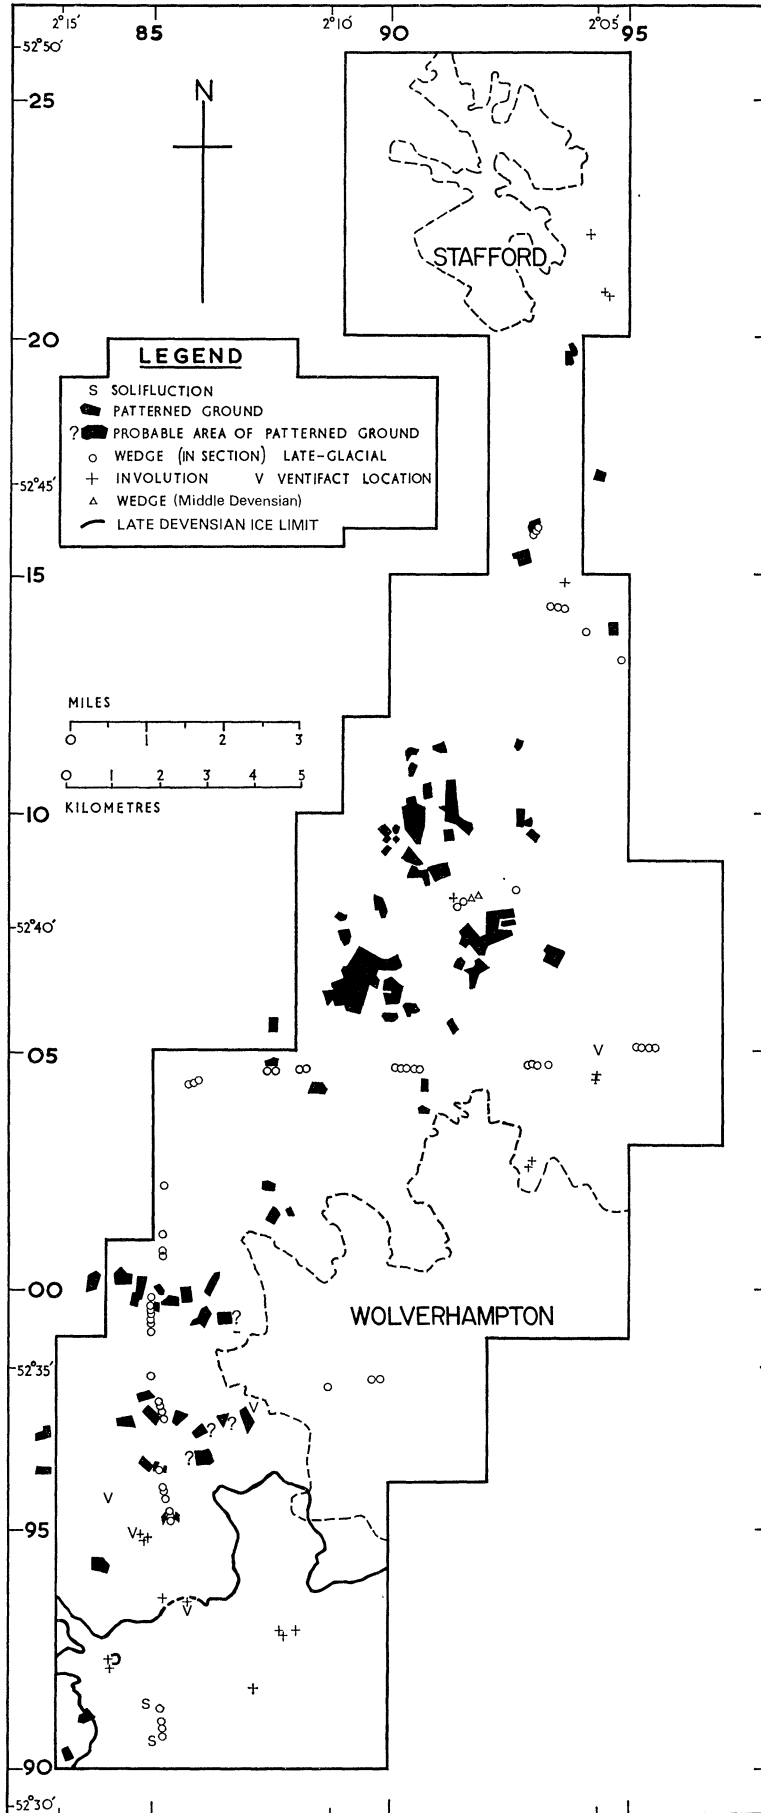 2°15′ 2°10′ 2°05′
85 90 95
52°50′
25
N
STAFFORD
20
LEGEND
S SOLIFLUCTION
PATTERNED GROUND
? PROBABLE AREA OF PATTERNED GROUND
WEDGE (IN SECTION) LATE-GLACIAL
INVOLUTION V VENTIFACT LOCATION
52°45′
WEDGE (Middle Devensian)
LATE DEVENSIAN ICE LIMIT
15
MILES
0 1 2 3
0 1 2 3 4 5
KILOMETRES
10
52°40′
05
V
00
WOLVERHAMPTON
?
52°35′
V
? ?
?
V
95
V
V
S
S
90
52°30′